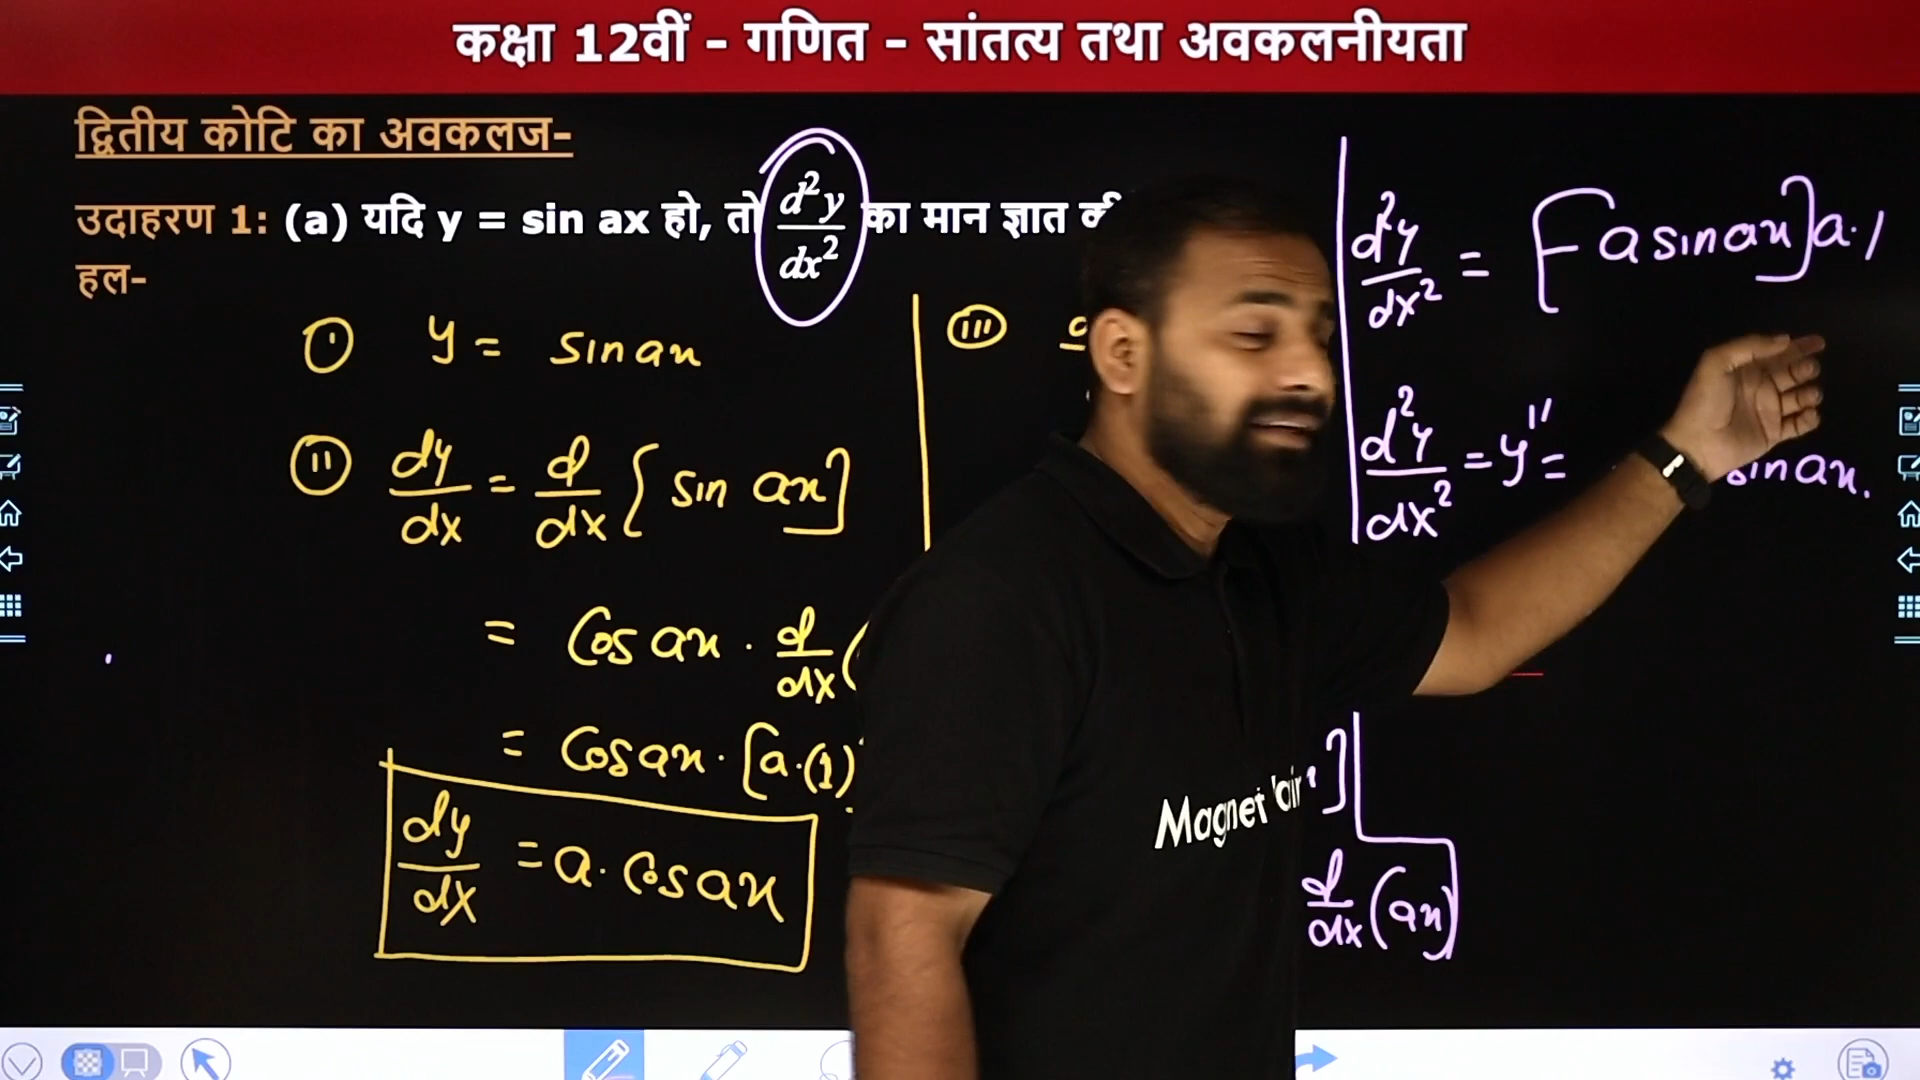 कक्षा 12वीं - गणित - सांतत्य तथा अवकलनीयता
द्वितीय कोटि का अवकलज-
उदाहरण 1: (a) यदि y = sin ax हो, तो d²y/dx² का मान ज्ञात
हल-
(i) y = sin ax
(ii) dy/dx = d/dx [sin ax]
= Cos ax · d/dx (
= Cos ax · [a·(1)
dy/dx = a · Cos ax
(iii)
]
d/dx (ax)
d²y/dx² = [- a sin ax] a·1
d²y/dx² = y'' = sin ax.
Magnet